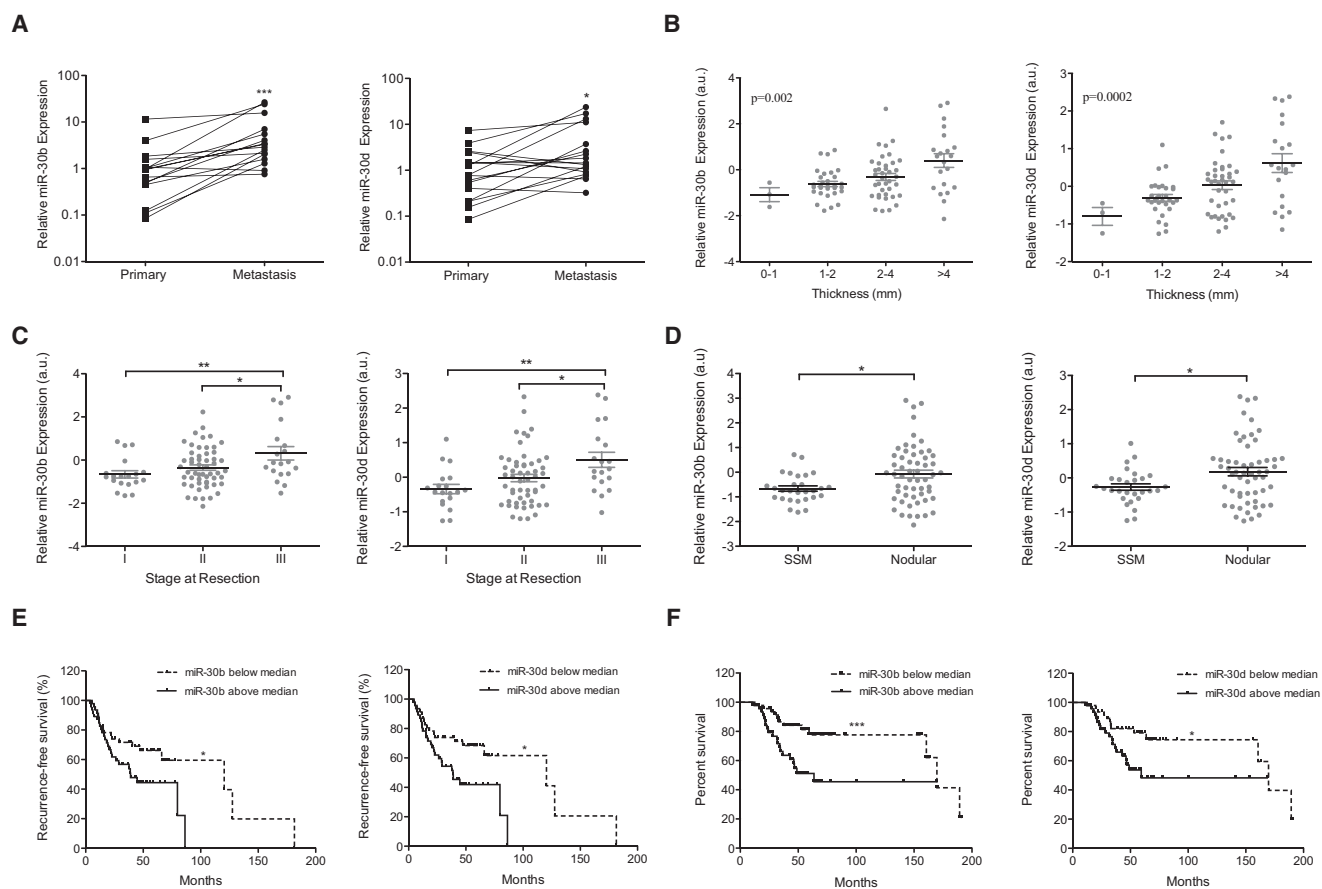 A
Relative miR-30b Expression
100
10
1
0.1
0.01
***
Primary
Metastasis
Relative miR-30d Expression
100
10
1
0.1
0.01
*
Primary
Metastasis
B
Relative miR-30b Expression (a.u.)
4
2
0
-2
-4
p=0.002
0-1
1-2
2-4
>4
Thickness (mm)
Relative miR-30d Expression (a.u.)
3
2
1
0
-1
-2
p=0.0002
0-1
1-2
2-4
>4
Thickness (mm)
C
Relative miR-30b Expression (a.u.)
4
2
0
-2
-4
**
*
I
II
III
Stage at Resection
Relative miR-30d Expression (a.u.)
3
2
1
0
-1
-2
**
*
I
II
III
Stage at Resection
D
Relative miR-30b Expression (a.u)
4
3
2
1
0
-1
-2
-3
*
SSM
Nodular
Relative miR-30d Expression (a.u)
3
2
1
0
-1
-2
*
SSM
Nodular
E
Recurrence-free survival (%)
120
100
80
60
40
20
0
miR-30b below median
miR-30b above median
*
0
50
100
150
200
Months
Recurrence-free survival (%)
120
100
80
60
40
20
0
miR-30d below median
miR-30d above median
*
0
50
100
150
200
Months
F
Percent survival
120
100
80
60
40
20
0
miR-30b below median
miR-30b above median
***
0
50
100
150
200
Months
Percent survival
120
100
80
60
40
20
0
miR-30d below median
miR-30d above median
*
0
50
100
150
200
Months